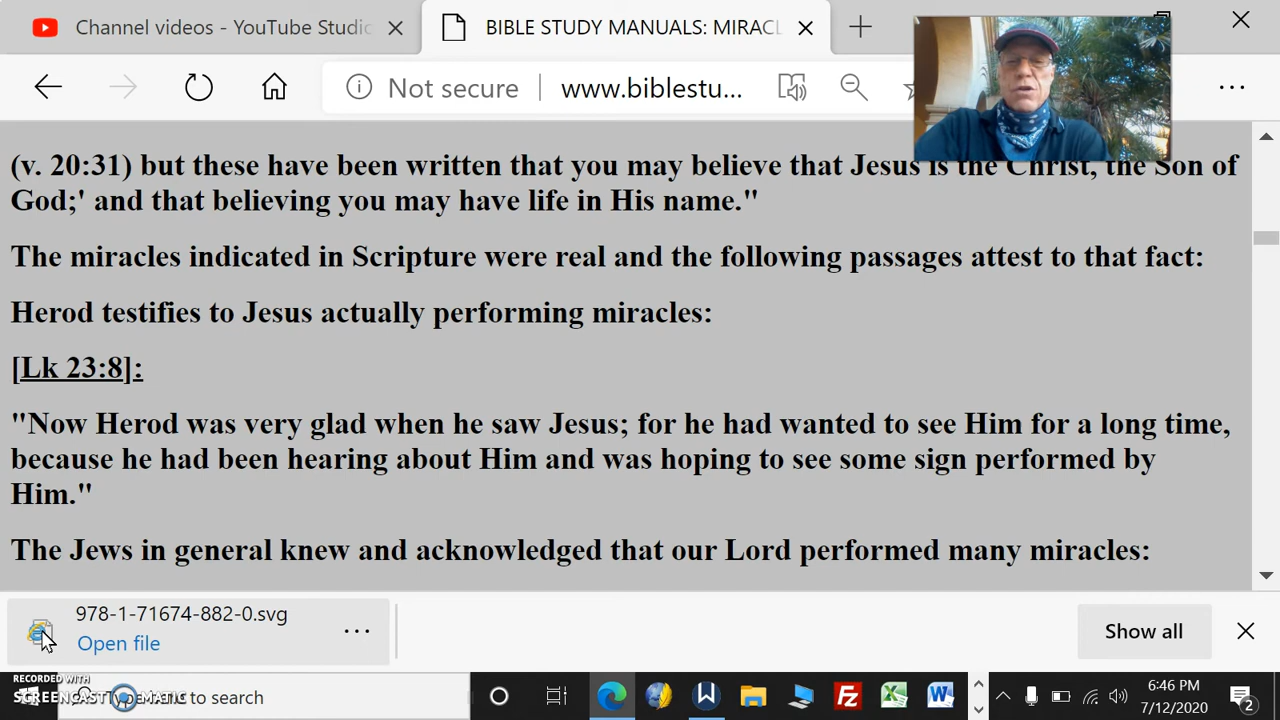 Channel videos - YouTube Studio
BIBLE STUDY MANUALS: MIRACL
Not secure
www.biblestu...
(v. 20:31) but these have been written that you may believe that Jesus is the Christ, the Son of
God;' and that believing you may have life in His name."
The miracles indicated in Scripture were real and the following passages attest to that fact:
Herod testifies to Jesus actually performing miracles:
[Lk 23:8]:
"Now Herod was very glad when he saw Jesus; for he had wanted to see Him for a long time,
because he had been hearing about Him and was hoping to see some sign performed by
Him."
The Jews in general knew and acknowledged that our Lord performed many miracles:
978-1-71674-882-0.svg
Open file
Show all
RECORDED WITH
SCREENCAST MATIC
to search
6:46 PM
7/12/2020
2